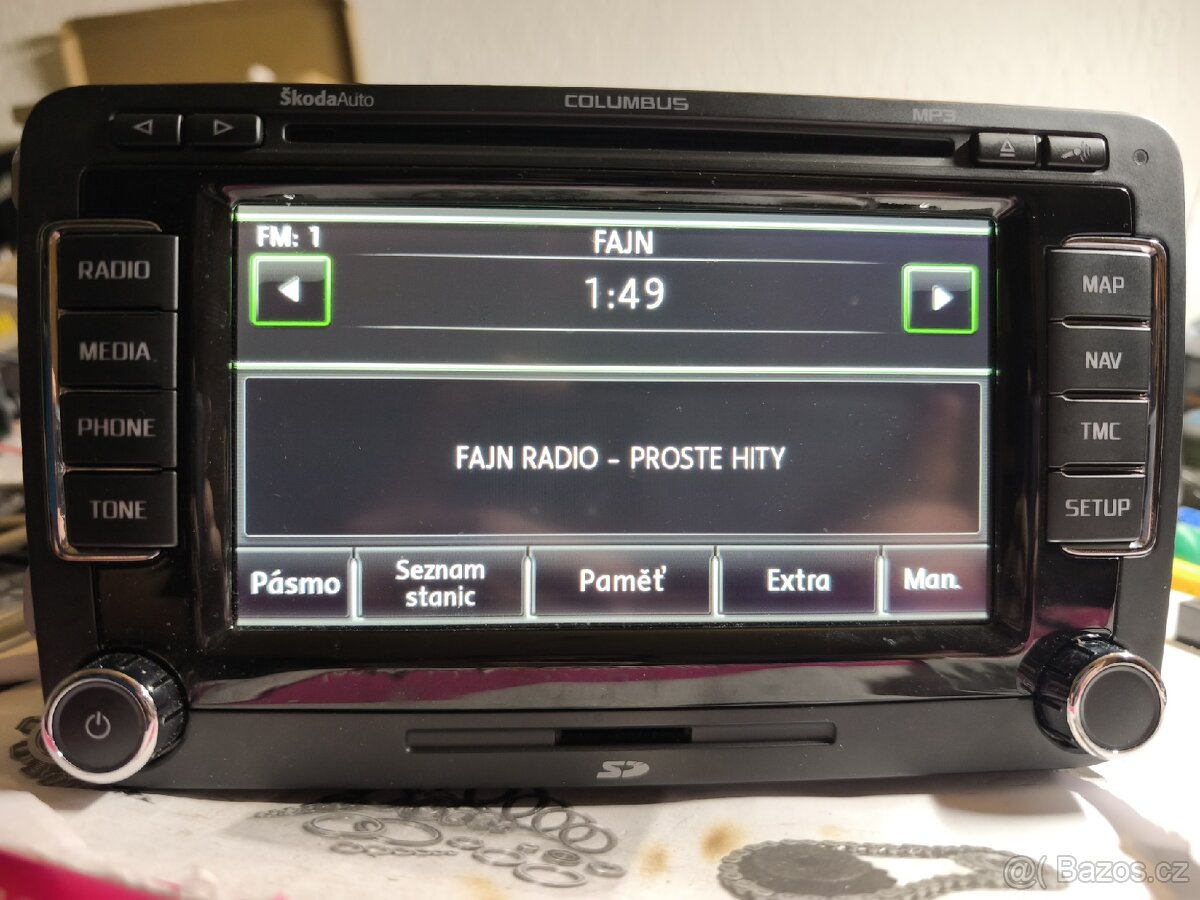 ŠkodaAuto
COLUMBUS
MP3
RADIO
MEDIA
PHONE
TONE
FM: 1
FAJN
1:49
FAJN RADIO - PROSTE HITY
Pásmo
Seznam
stanic
Paměť
Extra
Man.
MAP
NAV
TMC
SETUP
SD
@( Bazos.cz